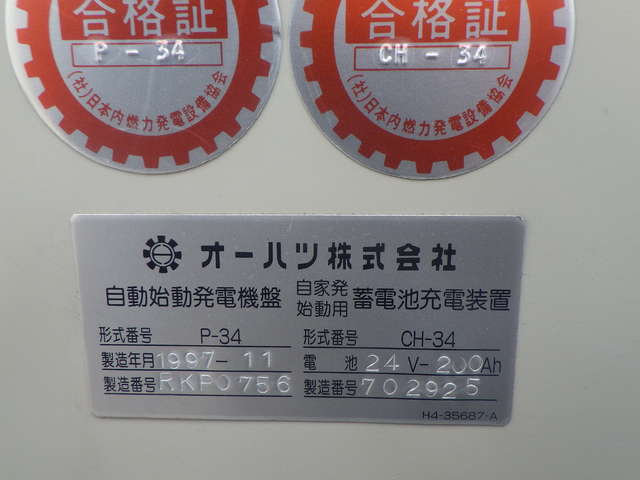 合格証
P - 34
(社)日本内燃力発電設備協会
合格証
CH - 34
(社)日本内燃力発電設備協会
オーハツ株式会社
自動始動発電機盤
自家発始動用 蓄電池充電装置
形式番号 P-34
製造年月 1997-11
製造番号 RKP0756
形式番号 CH-34
電池 24V-200Ah
製造番号 702925
H4-35687-A